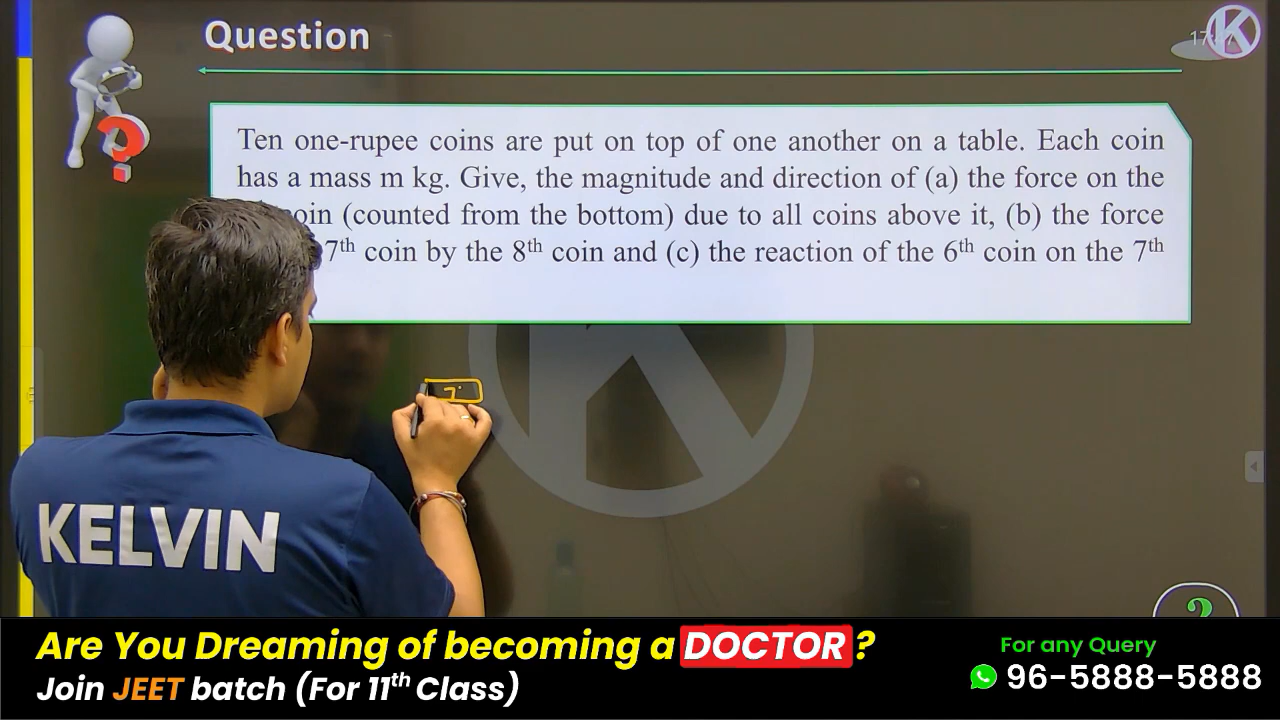 Question
Ten one-rupee coins are put on top of one another on a table. Each coin
has a mass m kg. Give, the magnitude and direction of (a) the force on the
coin (counted from the bottom) due to all coins above it, (b) the force
7th coin by the 8th coin and (c) the reaction of the 6th coin on the 7th
KELVIN
Are You Dreaming of becoming a DOCTOR ?
Join JEET batch (For 11th Class)
For any Query
96-5888-5888